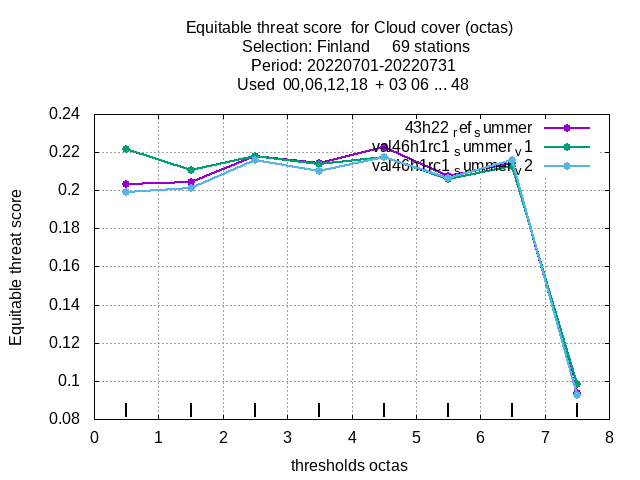 Equitable threat score for Cloud cover (octas)
Selection: Finland 69 stations
Period: 20220701-20220731
Used 00,06,12,18 + 03 06 ... 48
43h22_ref_summer
val46h1rc1_summer_v1
val46h1rc1_summer_v2
Equitable threat score
0.24
0.22
0.2
0.18
0.16
0.14
0.12
0.1
0.08
0 1 2 3 4 5 6 7 8
thresholds octas